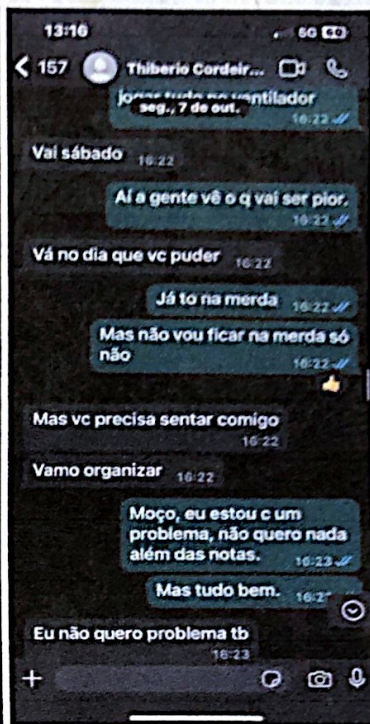 13:16
5G 60
157 Thiberio Cordeir...
jogar tudo no ventilador
seg., 7 de out.
16:22
Vai sábado 16:22
Aí a gente vê o q vai ser pior.
16:22
Vá no dia que vc puder 16:22
Já to na merda 16:22
Mas não vou ficar na merda só
não
16:22
Mas vc precisa sentar comigo
16:22
Vamo organizar 16:22
Moço, eu estou c um
problema, não quero nada
além das notas.
16:23
Mas tudo bem.
Eu não quero problema tb
16:23